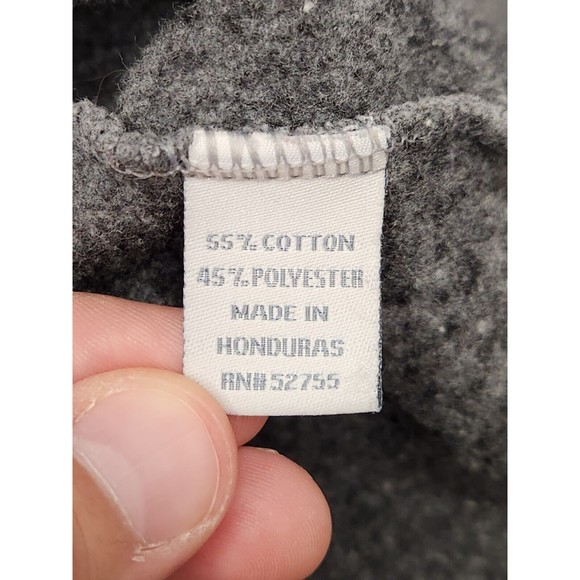 55% COTTON
45% POLYESTER
MADE IN
HONDURAS
RN# 52755